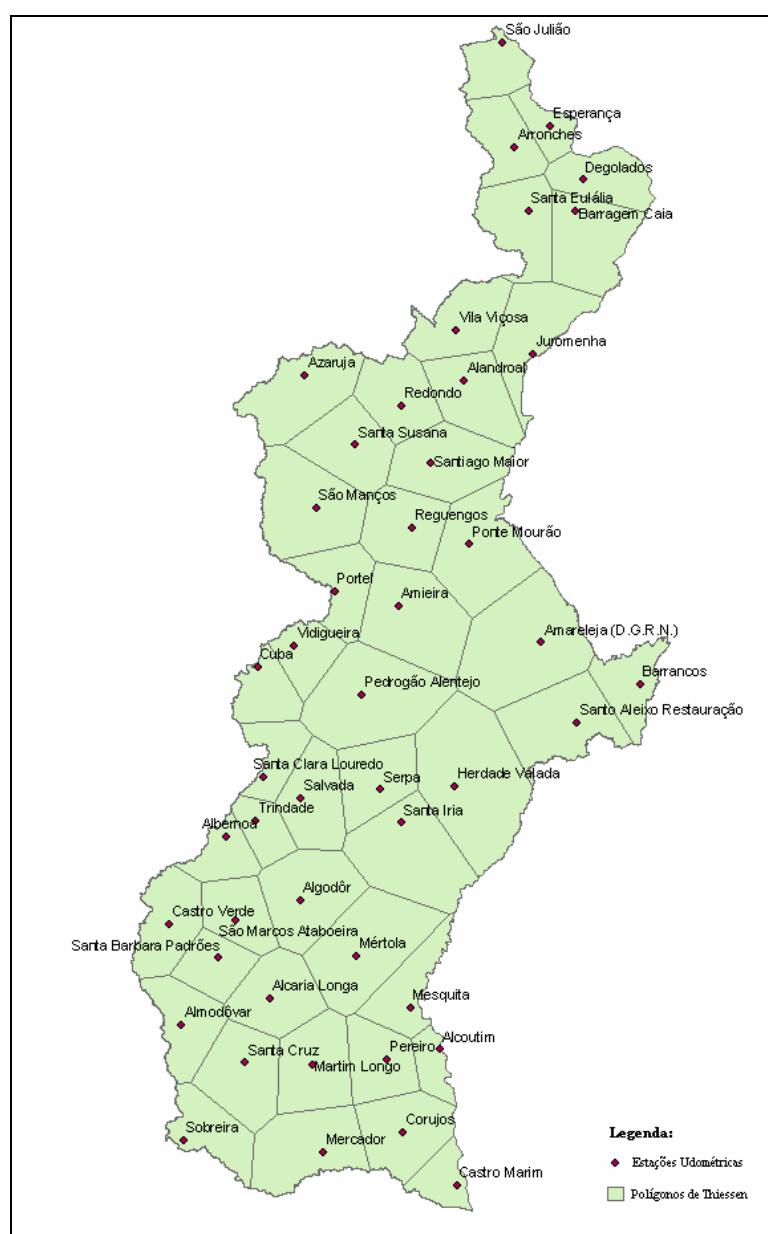 São Julião
Esperança
Arronches
Degolados
Santa Eulália
Barragem Caia
Vila Viçosa
Juromenha
Azaruja
Alandroal
Redondo
Santa Susana
Santiago Maior
São Manços
Reguengos
Ponte Mourão
Portel
Amieira
Amareleja (D.G.R.N.)
Vidigueira
Cuba
Barrancos
Pedrogão Alentejo
Santo Aleixo Restauração
Santa Clara Louredo
Salvada
Serpa
Herdade Valada
Trindade
Santa Iria
Albernoa
Algodôr
Castro Verde
São Marcos Ataboeira
Santa Barbara Padrões
Mértola
Alcaria Longa
Mesquita
Almodôvar
Alcoutim
Santa Cruz
Pereiro
Martim Longo
Sobreira
Corujos
Mercador
Castro Marim
Legenda:
Estações Udométricas
Polígonos de Thiessen